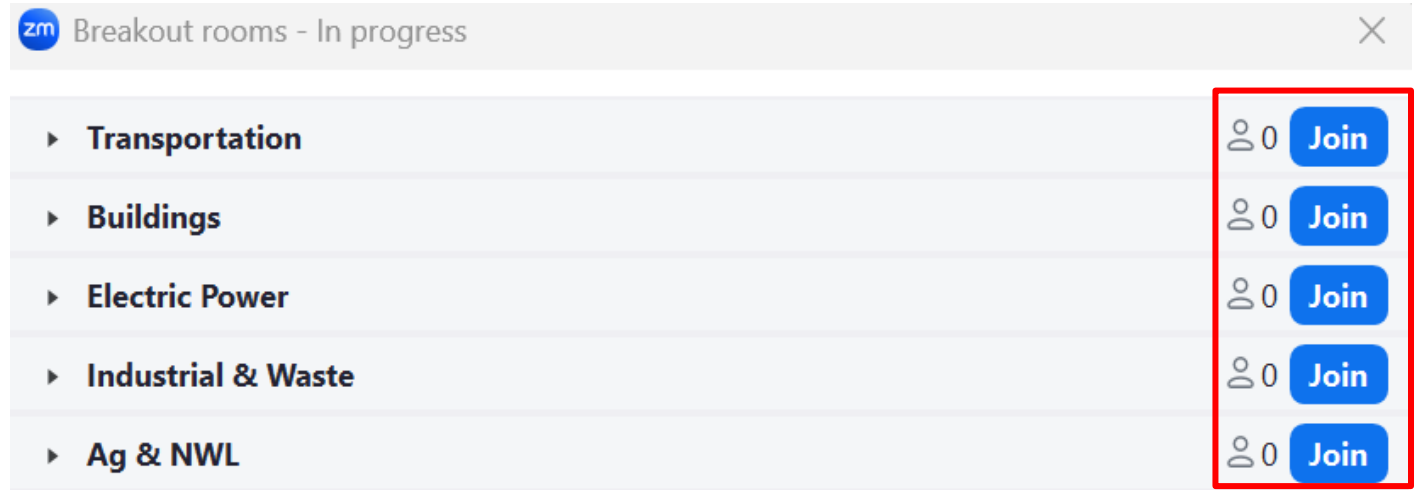 zm Breakout rooms - In progress
Transportation 0 Join
Buildings 0 Join
Electric Power 0 Join
Industrial & Waste 0 Join
Ag & NWL 0 Join